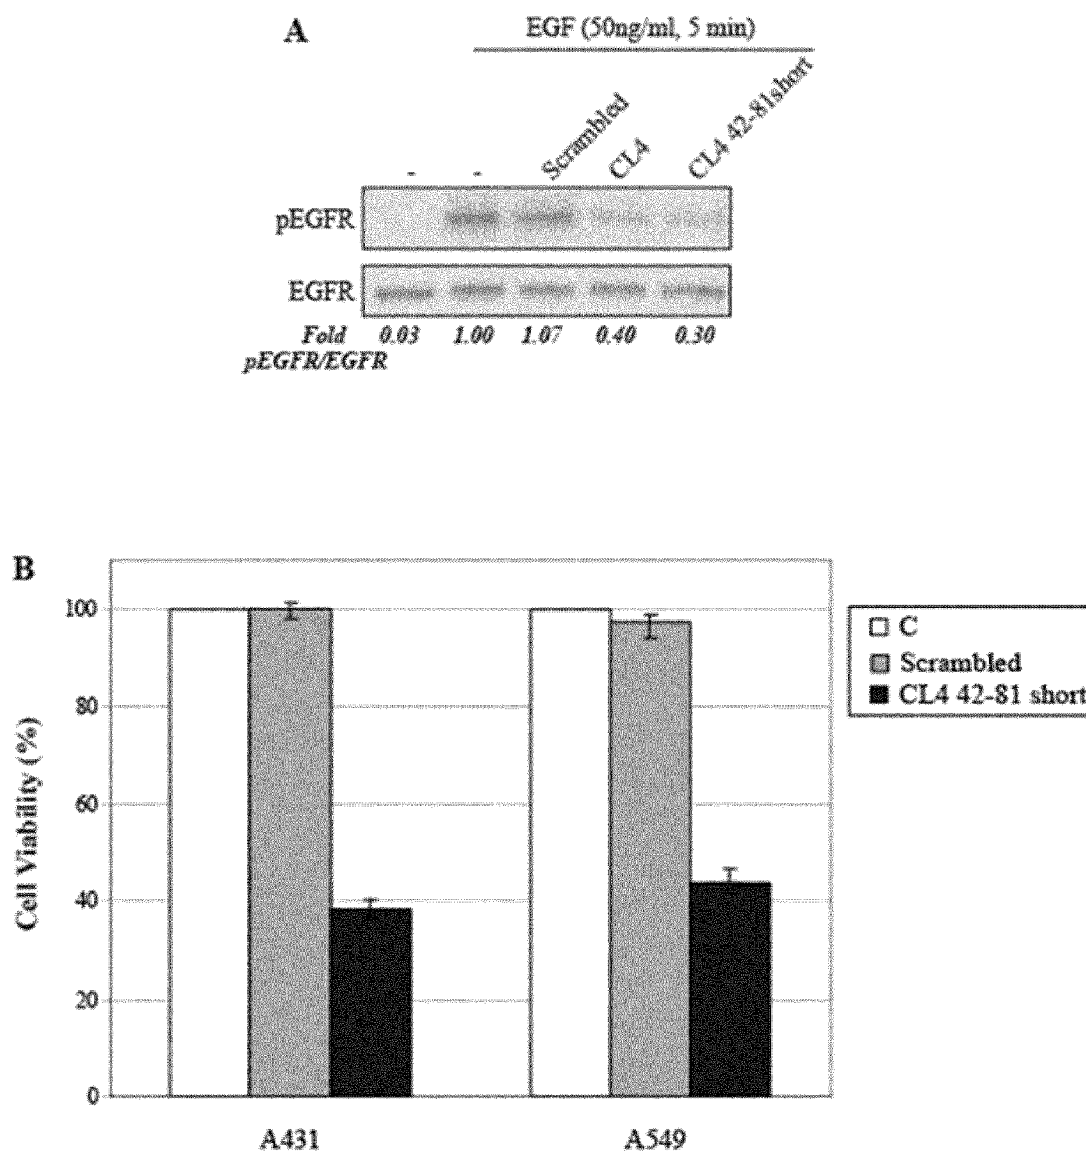 A
EGF (50ng/ml, 5 min)
- - Scrambled CL4 CL4 42-81short
pEGFR
EGFR
Fold 0.03 1.00 1.07 0.40 0.30
pEGFR/EGFR
B
100
80
60
40
20
0
Cell Viability (%)
A431 A549
C
Scrambled
CL4 42-81 short